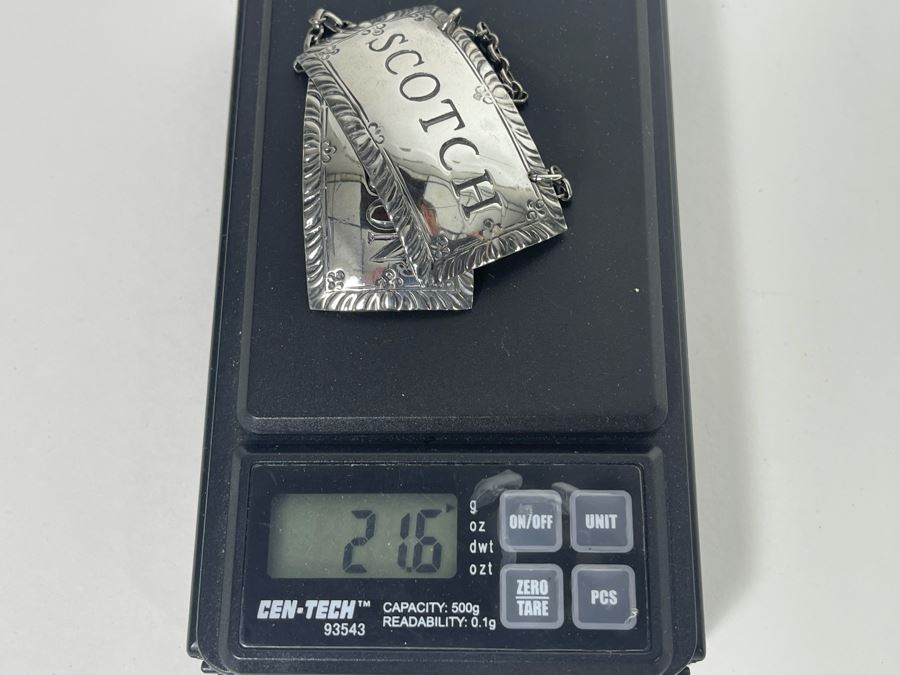 SCOTCH
21.6
g
oz
dwt
ozt
ON/OFF
UNIT
ZERO
TARE
PCS
CEN-TECH™
93543
CAPACITY: 500g
READABILITY: 0.1g